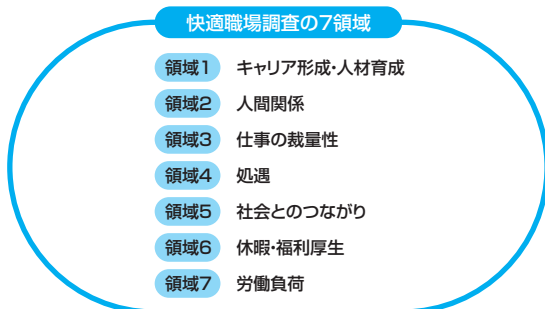 快適職場調査の7領域
領域1 キャリア形成・人材育成
領域2 人間関係
領域3 仕事の裁量性
領域4 処遇
領域5 社会とのつながり
領域6 休暇・福利厚生
領域7 労働負荷